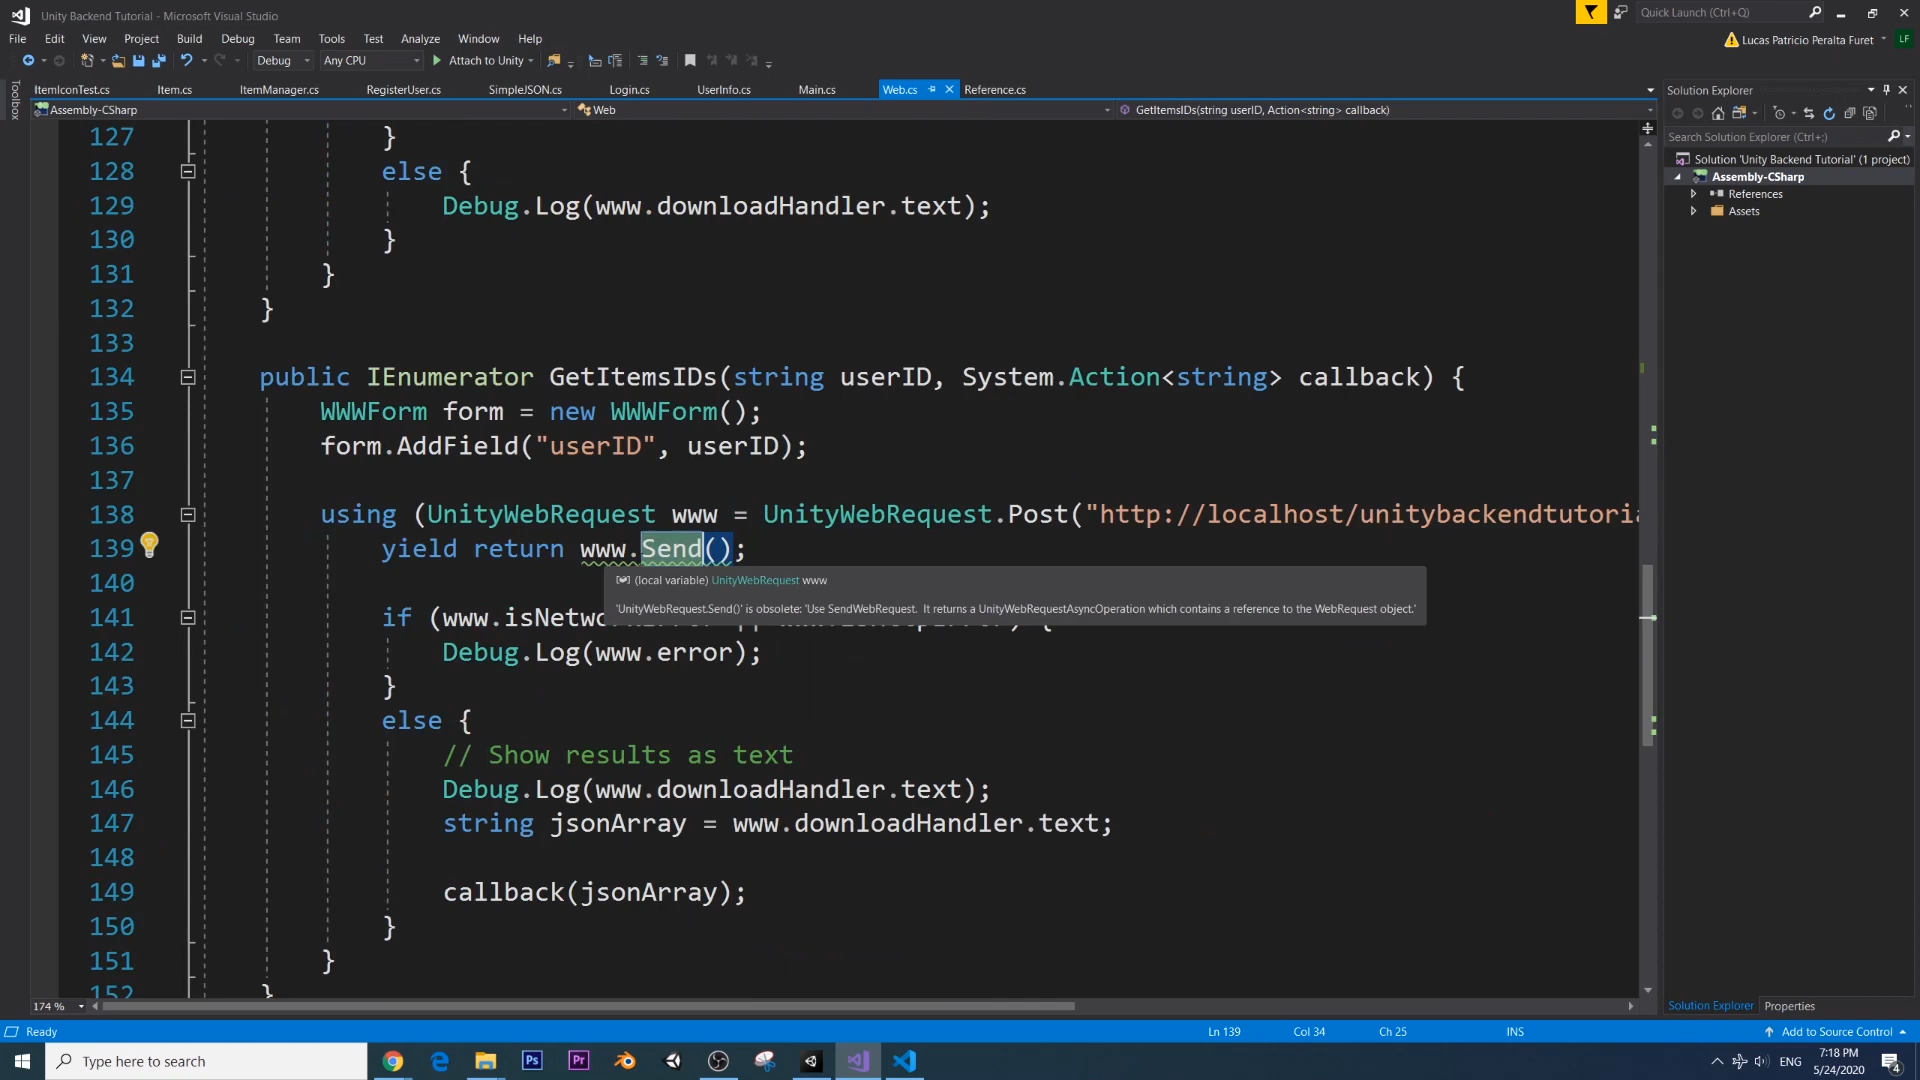 Unity Backend Tutorial - Microsoft Visual Studio
Quick Launch (Ctrl+Q)
File Edit View Project Build Debug Team Tools Test Analyze Window Help
Lucas Patricio Peralta Furet LF
Debug Any CPU Attach to Unity
Toolbox
ItemIconTest.cs Item.cs ItemManager.cs RegisterUser.cs SimpleJSON.cs Login.cs UserInfo.cs Main.cs Web.cs Reference.cs
Assembly-CSharp Web GetItemsIDs(string userID, Action<string> callback)
127 }
128 else {
129 Debug.Log(www.downloadHandler.text);
130 }
131 }
132 }
133
134 public IEnumerator GetItemsIDs(string userID, System.Action<string> callback) {
135 WWWForm form = new WWWForm();
136 form.AddField("userID", userID);
137
138 using (UnityWebRequest www = UnityWebRequest.Post("http://localhost/unitybackendtutoria
139 yield return www.Send();
(local variable) UnityWebRequest www
'UnityWebRequest.Send()' is obsolete: 'Use SendWebRequest. It returns a UnityWebRequestAsyncOperation which contains a reference to the WebRequest object.'
140
141 if (www.isNetwo
142 Debug.Log(www.error);
143 }
144 else {
145 // Show results as text
146 Debug.Log(www.downloadHandler.text);
147 string jsonArray = www.downloadHandler.text;
148
149 callback(jsonArray);
150 }
151 }
152 }
174 %
Solution Explorer
Search Solution Explorer (Ctrl+;)
Solution 'Unity Backend Tutorial' (1 project)
Assembly-CSharp
References
Assets
Solution Explorer Properties
Ready Ln 139 Col 34 Ch 25 INS Add to Source Control
Type here to search
Ps Pr
ENG
7:18 PM
5/24/2020
4